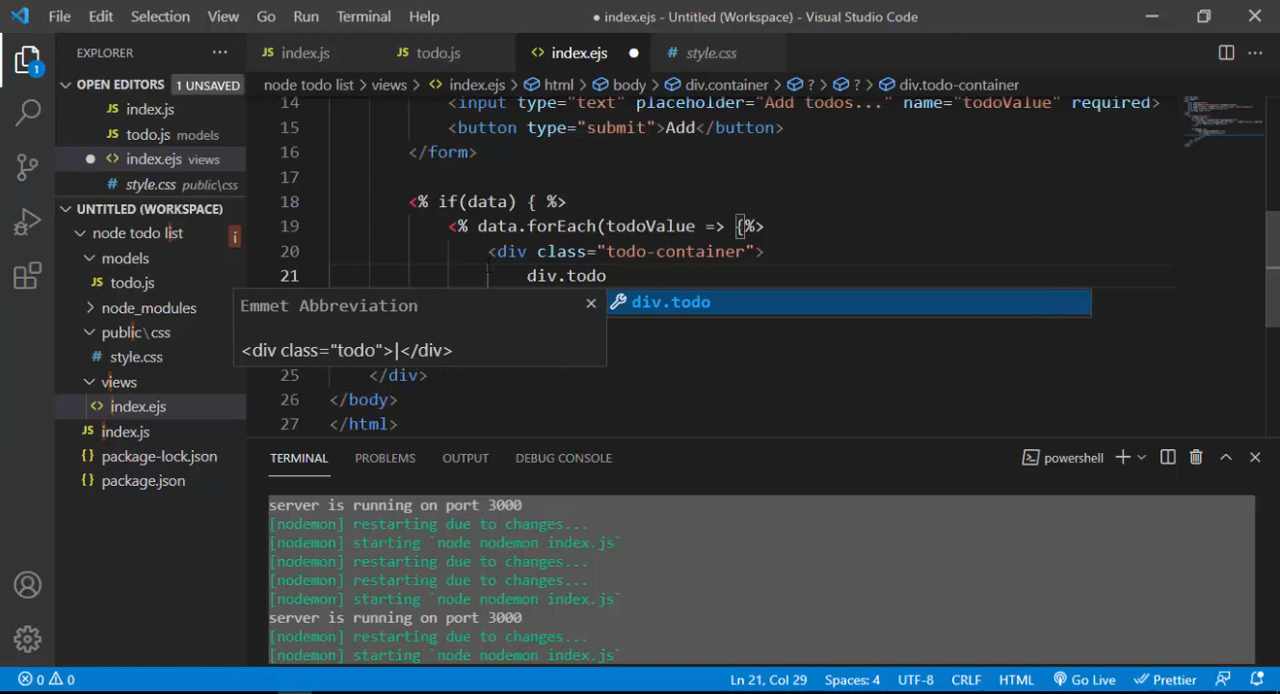 File Edit Selection View Go Run Terminal Help ● index.ejs - Untitled (Workspace) - Visual Studio Code
EXPLORER ··· JS index.js JS todo.js <> index.ejs ● # style.css ···
OPEN EDITORS 1 UNSAVED
node todo list > views > <> index.ejs > html > body > div.container > ? > ? > div.todo-container
JS index.js
JS todo.js models
● <> index.ejs views
# style.css public\css
UNTITLED (WORKSPACE)
node todo list i
models
JS todo.js
node_modules
public\css
# style.css
views
<> index.ejs
JS index.js
{} package-lock.json
{} package.json
1
14 <input type="text" placeholder="Add todos..." name="todoValue" required>
15 <button type="submit">Add</button>
16 </form>
17
18 <% if(data) { %>
19 <% data.forEach(todoValue => {%>
20 <div class="todo-container">
21 div.todo
Emmet Abbreviation ×
<div class="todo">|</div>
div.todo
25 </div>
26 </body>
27 </html>
TERMINAL PROBLEMS OUTPUT DEBUG CONSOLE powershell
server is running on port 3000
[nodemon] restarting due to changes...
[nodemon] starting `node nodemon index.js`
[nodemon] restarting due to changes...
[nodemon] restarting due to changes...
[nodemon] starting `node nodemon index.js`
server is running on port 3000
[nodemon] restarting due to changes...
[nodemon] starting `node nodemon index.js`
0 0 Ln 21, Col 29 Spaces: 4 UTF-8 CRLF HTML Go Live Prettier